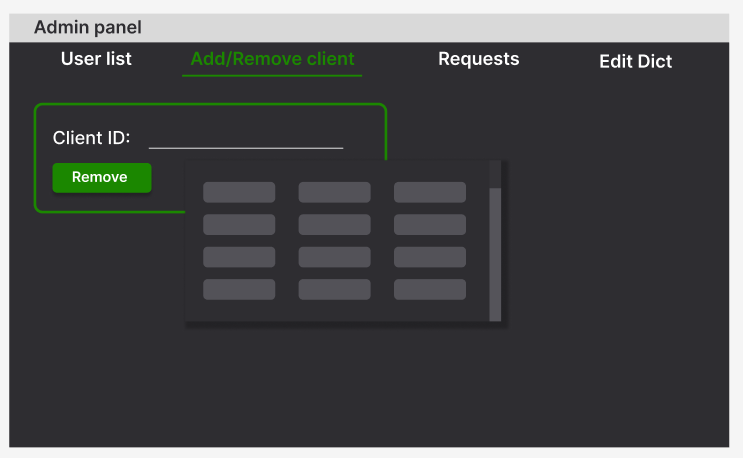 Admin panel
User list Add/Remove client Requests Edit Dict
Client ID:
Remove